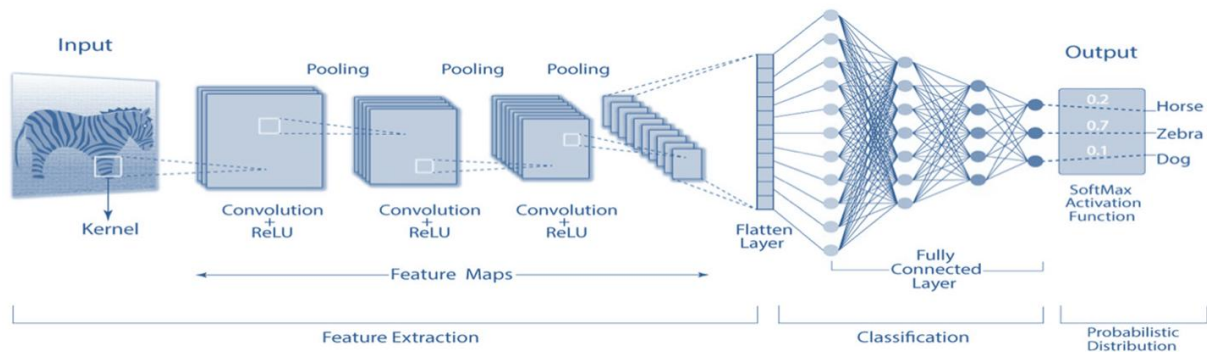 Input
Kernel
Pooling
Pooling
Pooling
Convolution
+
ReLU
Convolution
+
ReLU
Convolution
+
ReLU
Feature Maps
Flatten
Layer
Fully
Connected
Layer
Output
0.2
0.7
0.1
Horse
Zebra
Dog
SoftMax
Activation
Function
Feature Extraction
Classification
Probabilistic
Distribution